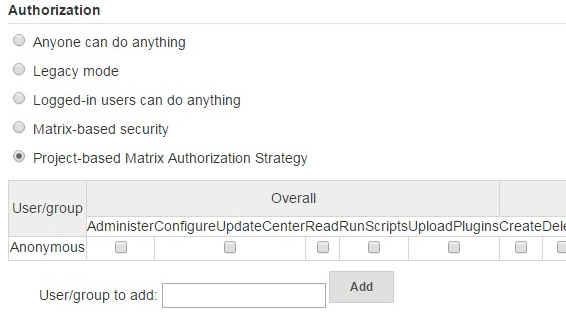 Authorization
Anyone can do anything
Legacy mode
Logged-in users can do anything
Matrix-based security
Project-based Matrix Authorization Strategy
User/group Overall
Administer ConfigureUpdateCenter Read RunScripts UploadPlugins Create
Anonymous
User/group to add: Add